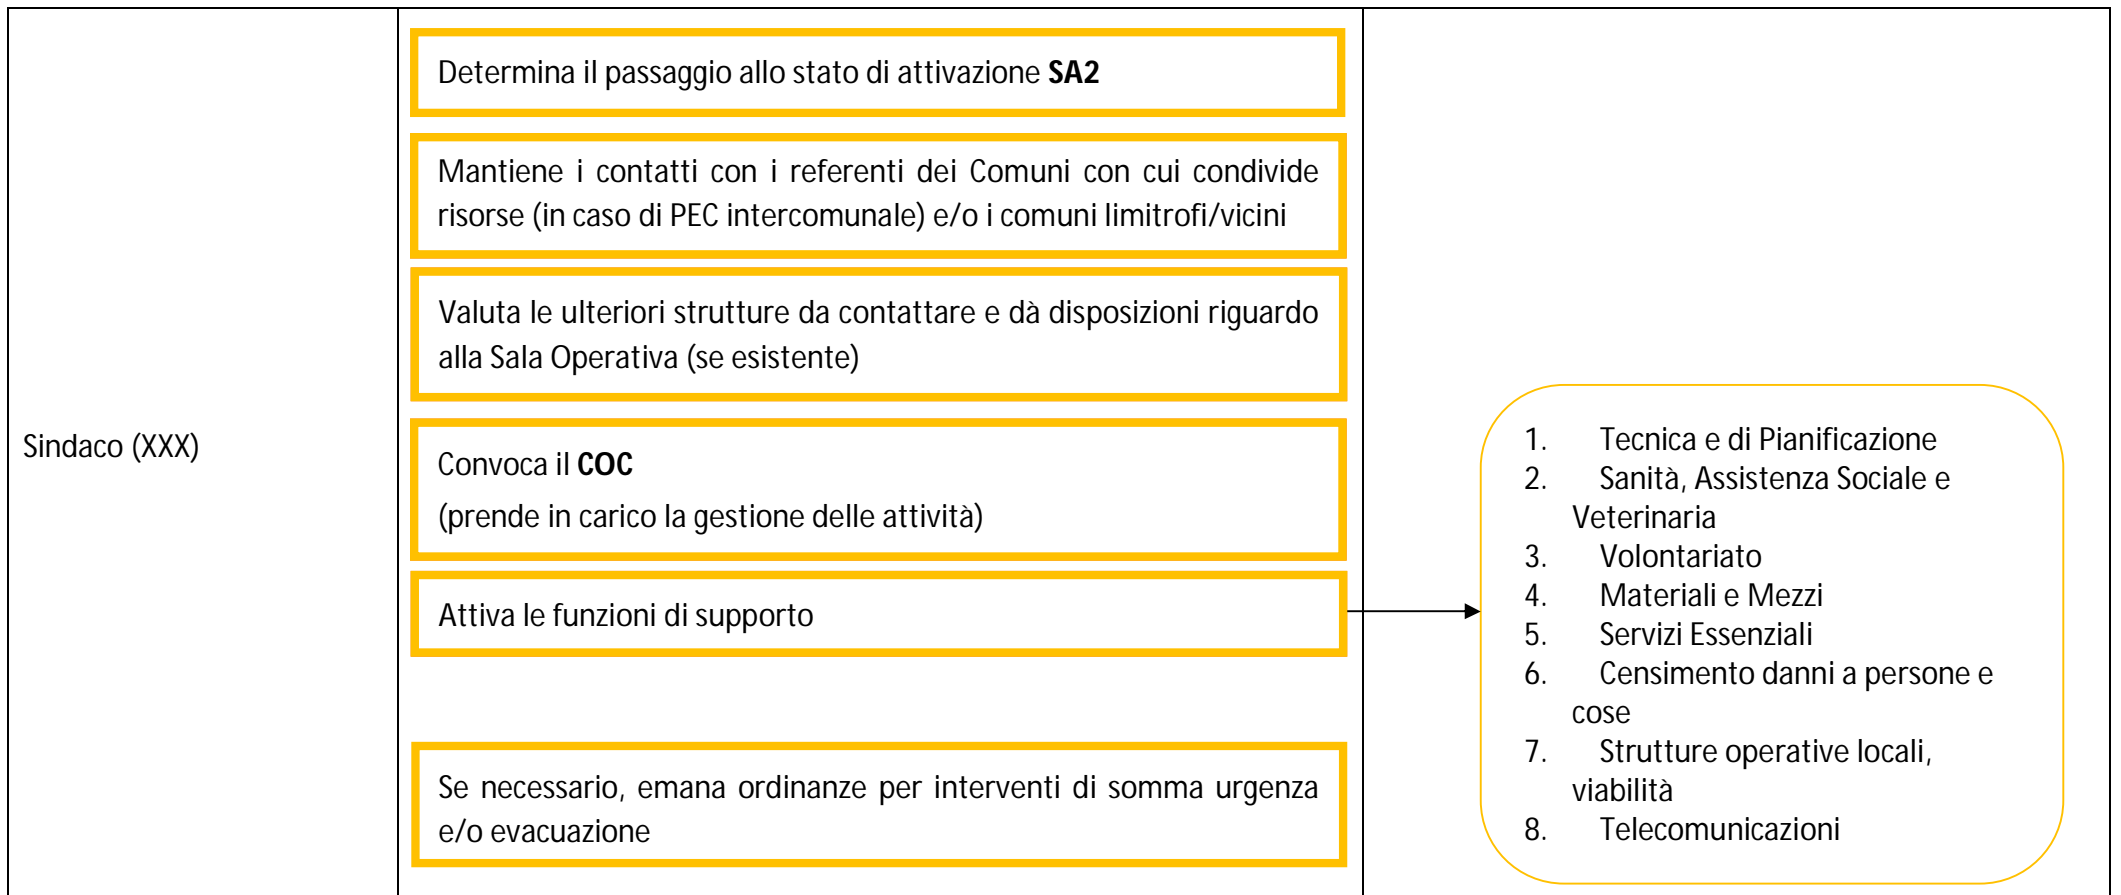 Sindaco (XXX)
Determina il passaggio allo stato di attivazione SA2
Mantiene i contatti con i referenti dei Comuni con cui condivide
risorse (in caso di PEC intercomunale) e/o i comuni limitrofi/vicini
Valuta le ulteriori strutture da contattare e dà disposizioni riguardo
alla Sala Operativa (se esistente)
Convoca il COC
(prende in carico la gestione delle attività)
Attiva le funzioni di supporto
Se necessario, emana ordinanze per interventi di somma urgenza
e/o evacuazione
1. Tecnica e di Pianificazione
2. Sanità, Assistenza Sociale e
Veterinaria
3. Volontariato
4. Materiali e Mezzi
5. Servizi Essenziali
6. Censimento danni a persone e
cose
7. Strutture operative locali,
viabilità
8. Telecomunicazioni